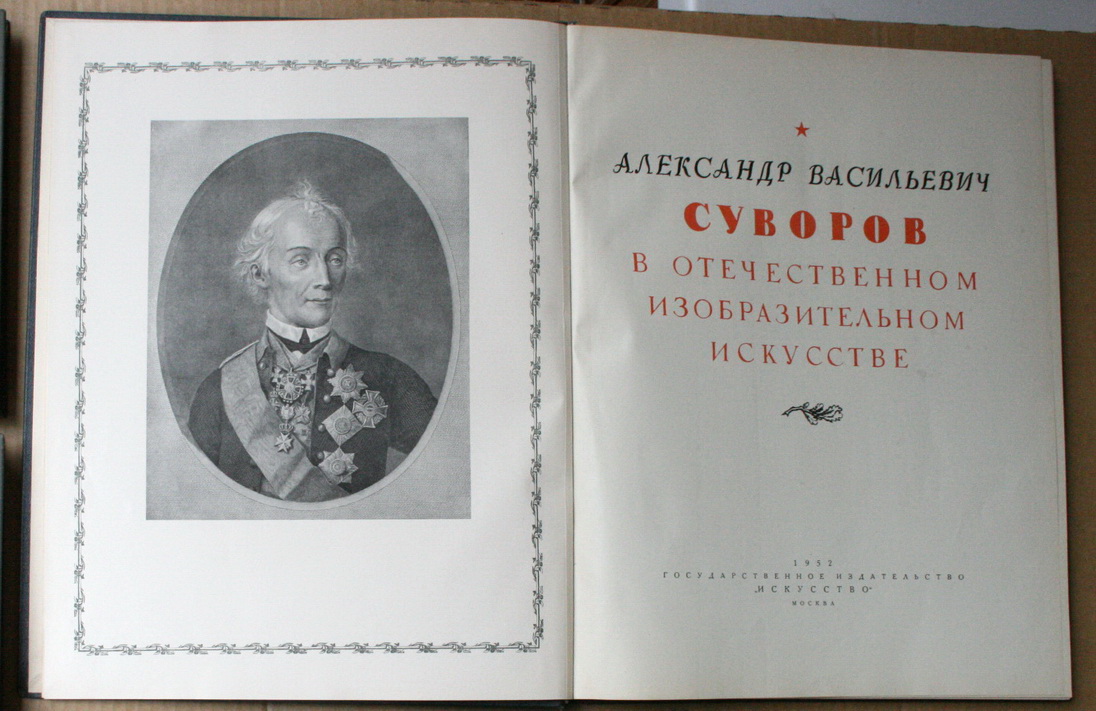 АЛЕКСАНДР ВАСИЛЬЕВИЧ
СУВОРОВ
В ОТЕЧЕСТВЕННОМ
ИЗОБРАЗИТЕЛЬНОМ
ИСКУССТВЕ
1952
ГОСУДАРСТВЕННОЕ ИЗДАТЕЛЬСТВО
„ИСКУССТВО“
МОСКВА